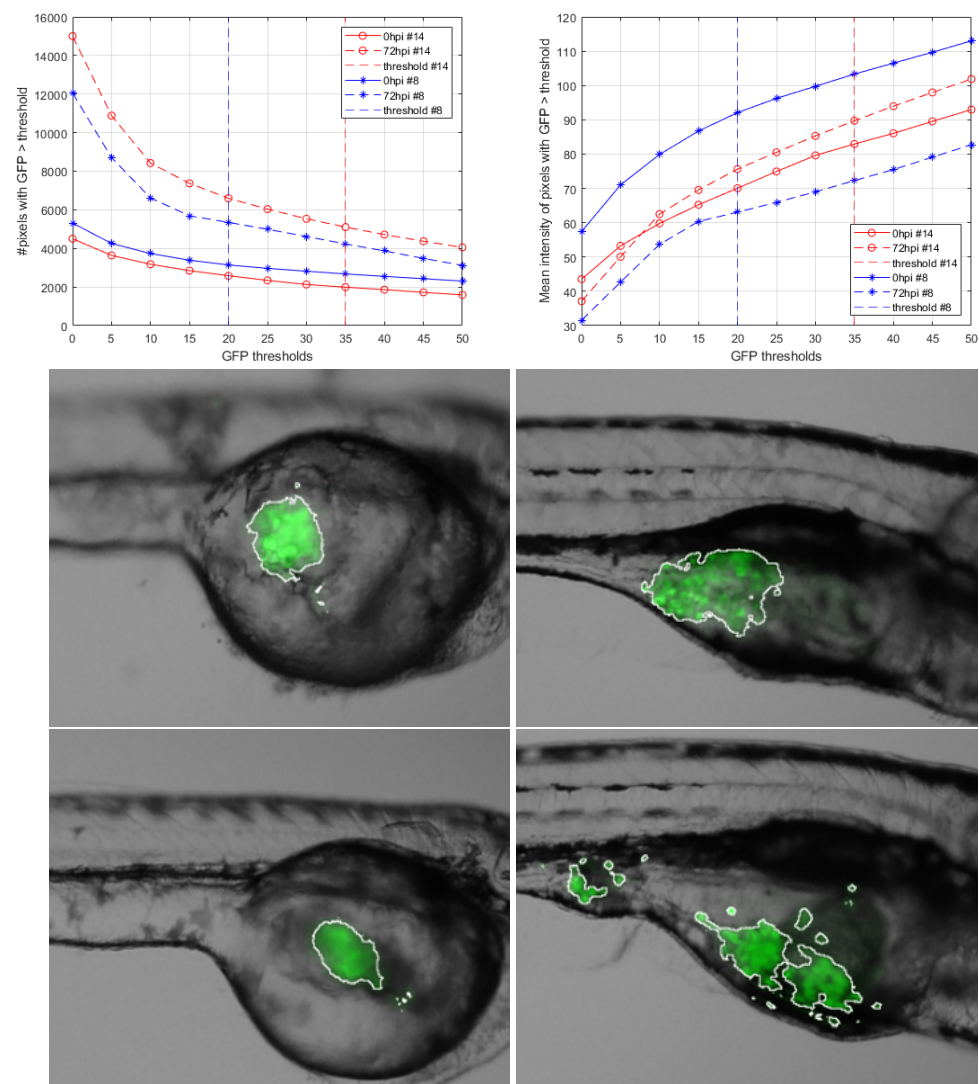 16000
14000
12000
10000
8000
6000
4000
2000
0
#pixels with GFP > threshold
0hpi #14
72hpi #14
threshold #14
0hpi #8
72hpi #8
threshold #8
0 5 10 15 20 25 30 35 40 45 50
GFP thresholds
120
110
100
90
80
70
60
50
40
30
Mean intensity of pixels with GFP > threshold
0hpi #14
72hpi #14
threshold #14
0hpi #8
72hpi #8
threshold #8
0 5 10 15 20 25 30 35 40 45 50
GFP thresholds